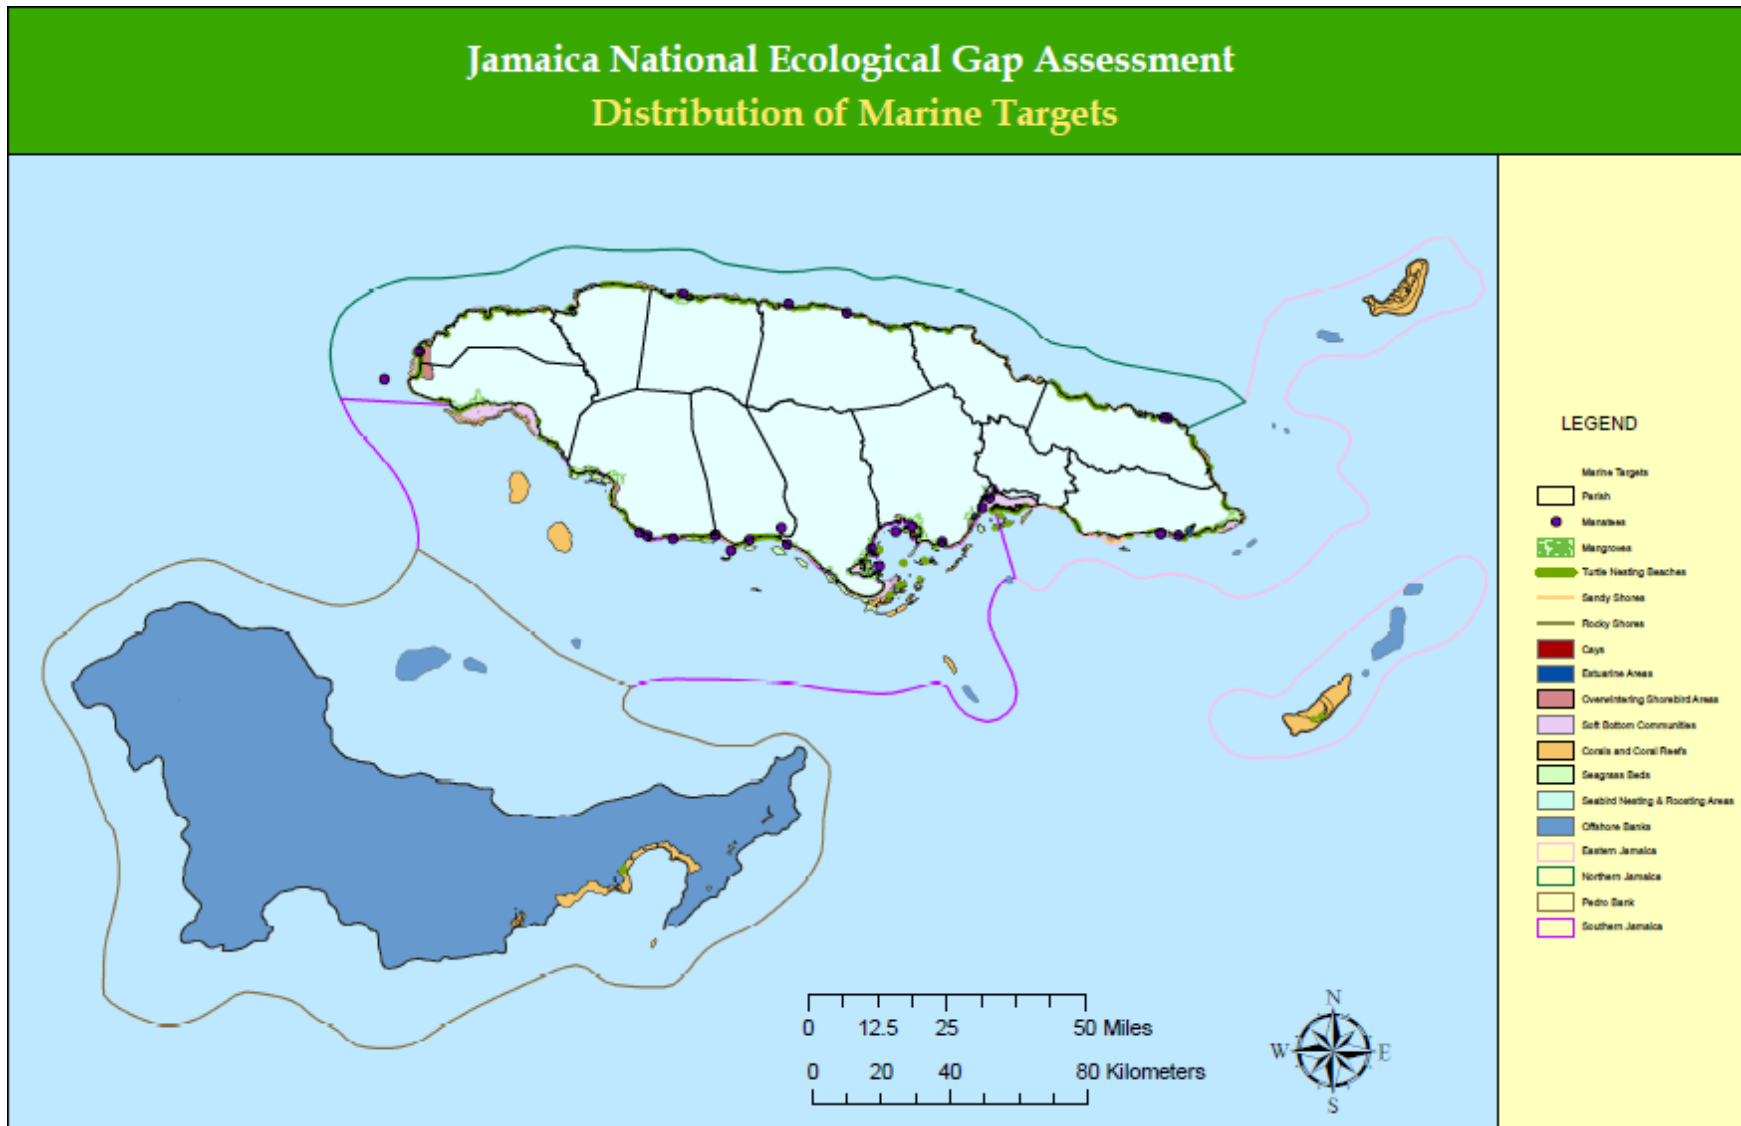 Jamaica National Ecological Gap Assessment
Distribution of Marine Targets
LEGEND
Marine Targets
Parish
Manatees
Mangroves
Turtle Nesting Beaches
Sandy Shores
Rocky Shores
Cays
Estuarine Areas
Overwintering Shorebird Areas
Soft Bottom Communities
Corals and Coral Reefs
Seagrass Beds
Seabird Nesting & Roosting Areas
Offshore Banks
Eastern Jamaica
Northern Jamaica
Pedro Bank
Southern Jamaica
0 12.5 25 50 Miles
0 20 40 80 Kilometers
N
W E
S